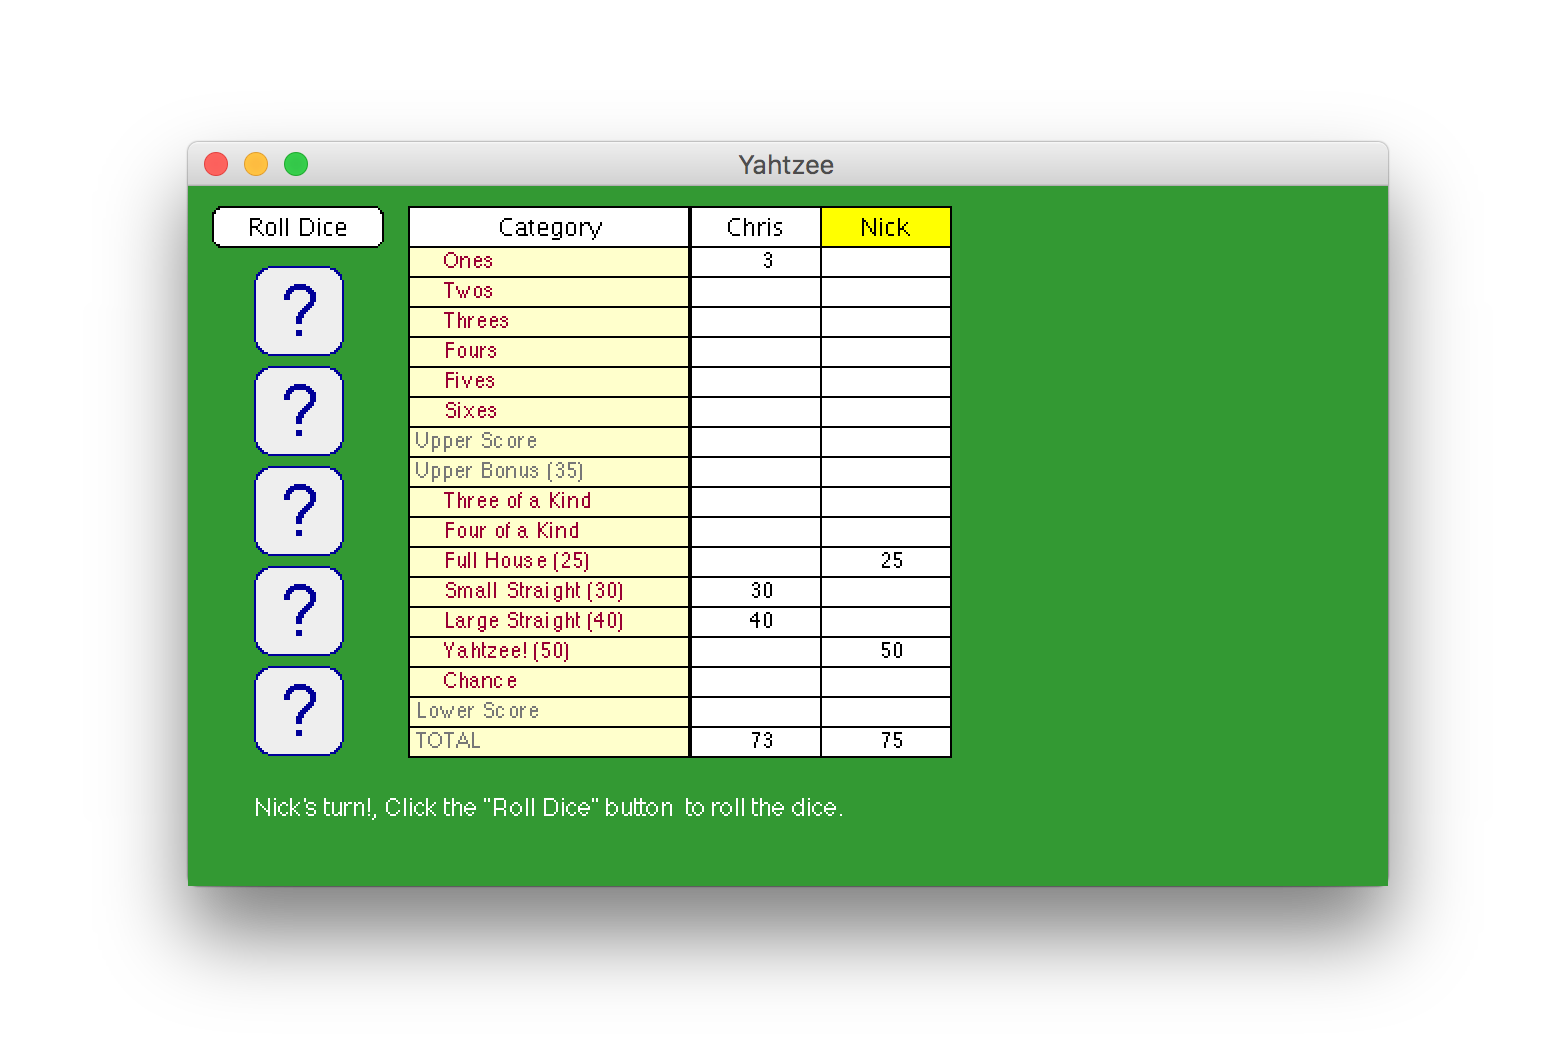 Yahtzee
Roll Dice
Category Chris Nick
Ones 3
Twos
Threes
Fours
Fives
Sixes
Upper Score
Upper Bonus (35)
Three of a Kind
Four of a Kind
Full House (25) 25
Small Straight (30) 30
Large Straight (40) 40
Yahtzee! (50) 50
Chance
Lower Score
TOTAL 73 75
?
?
?
?
?
Nick's turn!, Click the "Roll Dice" button to roll the dice.